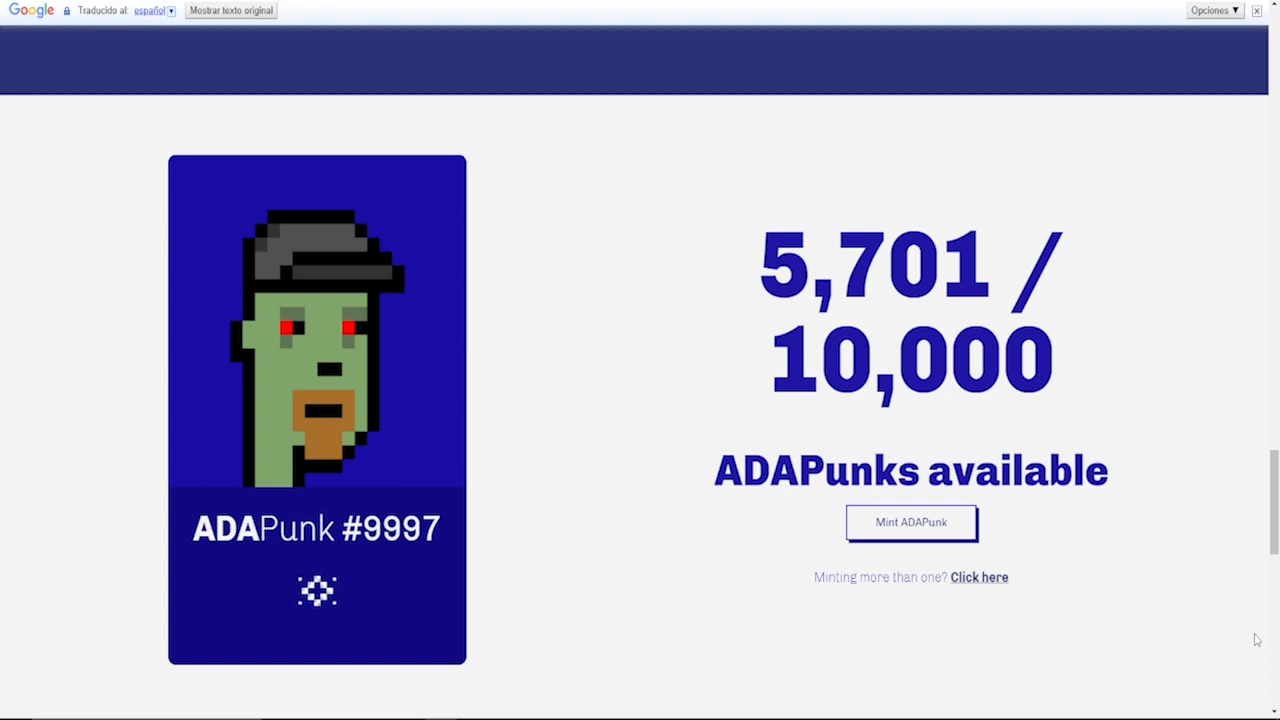 Google Traducido al: español Mostrar texto original Opciones ▼
5,701 /
10,000
ADAPunks available
Mint ADAPunk
Minting more than one? Click here
ADAPunk #9997